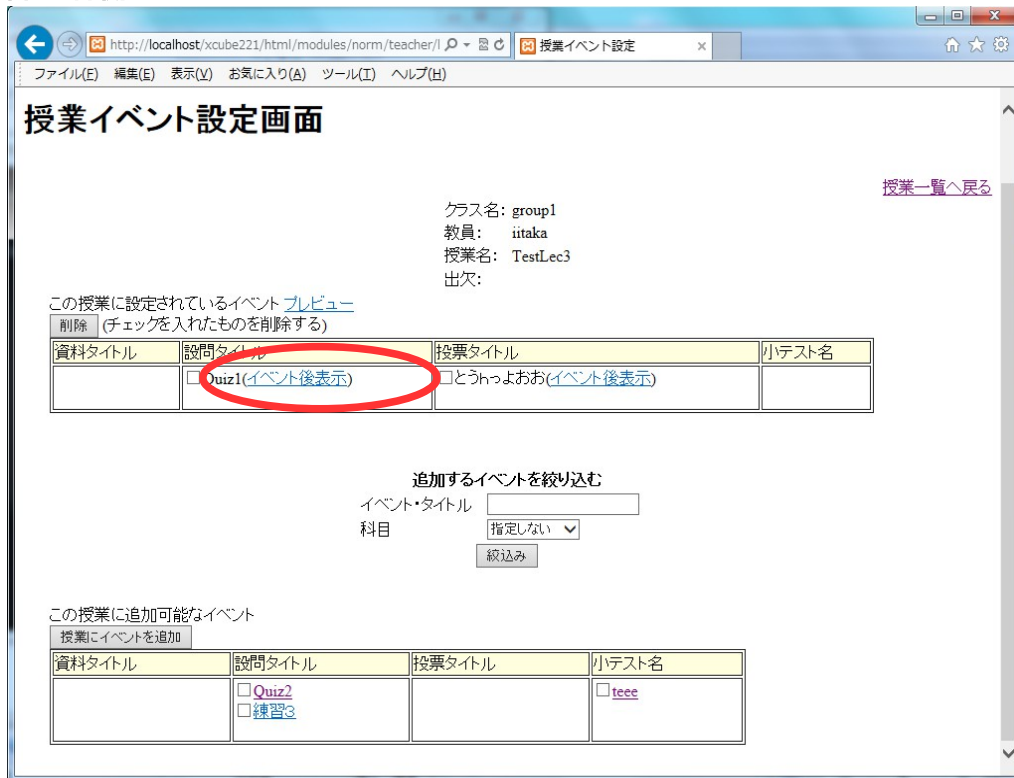 http://localhost/xcube221/html/modules/norm/teacher/l
授業イベント設定
ファイル(F) 編集(E) 表示(V) お気に入り(A) ツール(T) ヘルプ(H)
授業イベント設定画面
授業一覧へ戻る
クラス名: group1
教員: iitaka
授業名: TestLec3
出欠:
この授業に設定されているイベント プレビュー
削除 (チェックを入れたものを削除する)
資料タイトル 設問タイトル 投票タイトル 小テスト名
Quiz1(イベント後表示) とうhっよおお(イベント後表示)
追加するイベントを絞り込む
イベント・タイトル
科目 指定しない
絞込み
この授業に追加可能なイベント
授業にイベントを追加
資料タイトル 設問タイトル 投票タイトル 小テスト名
Quiz2 teee
練習3